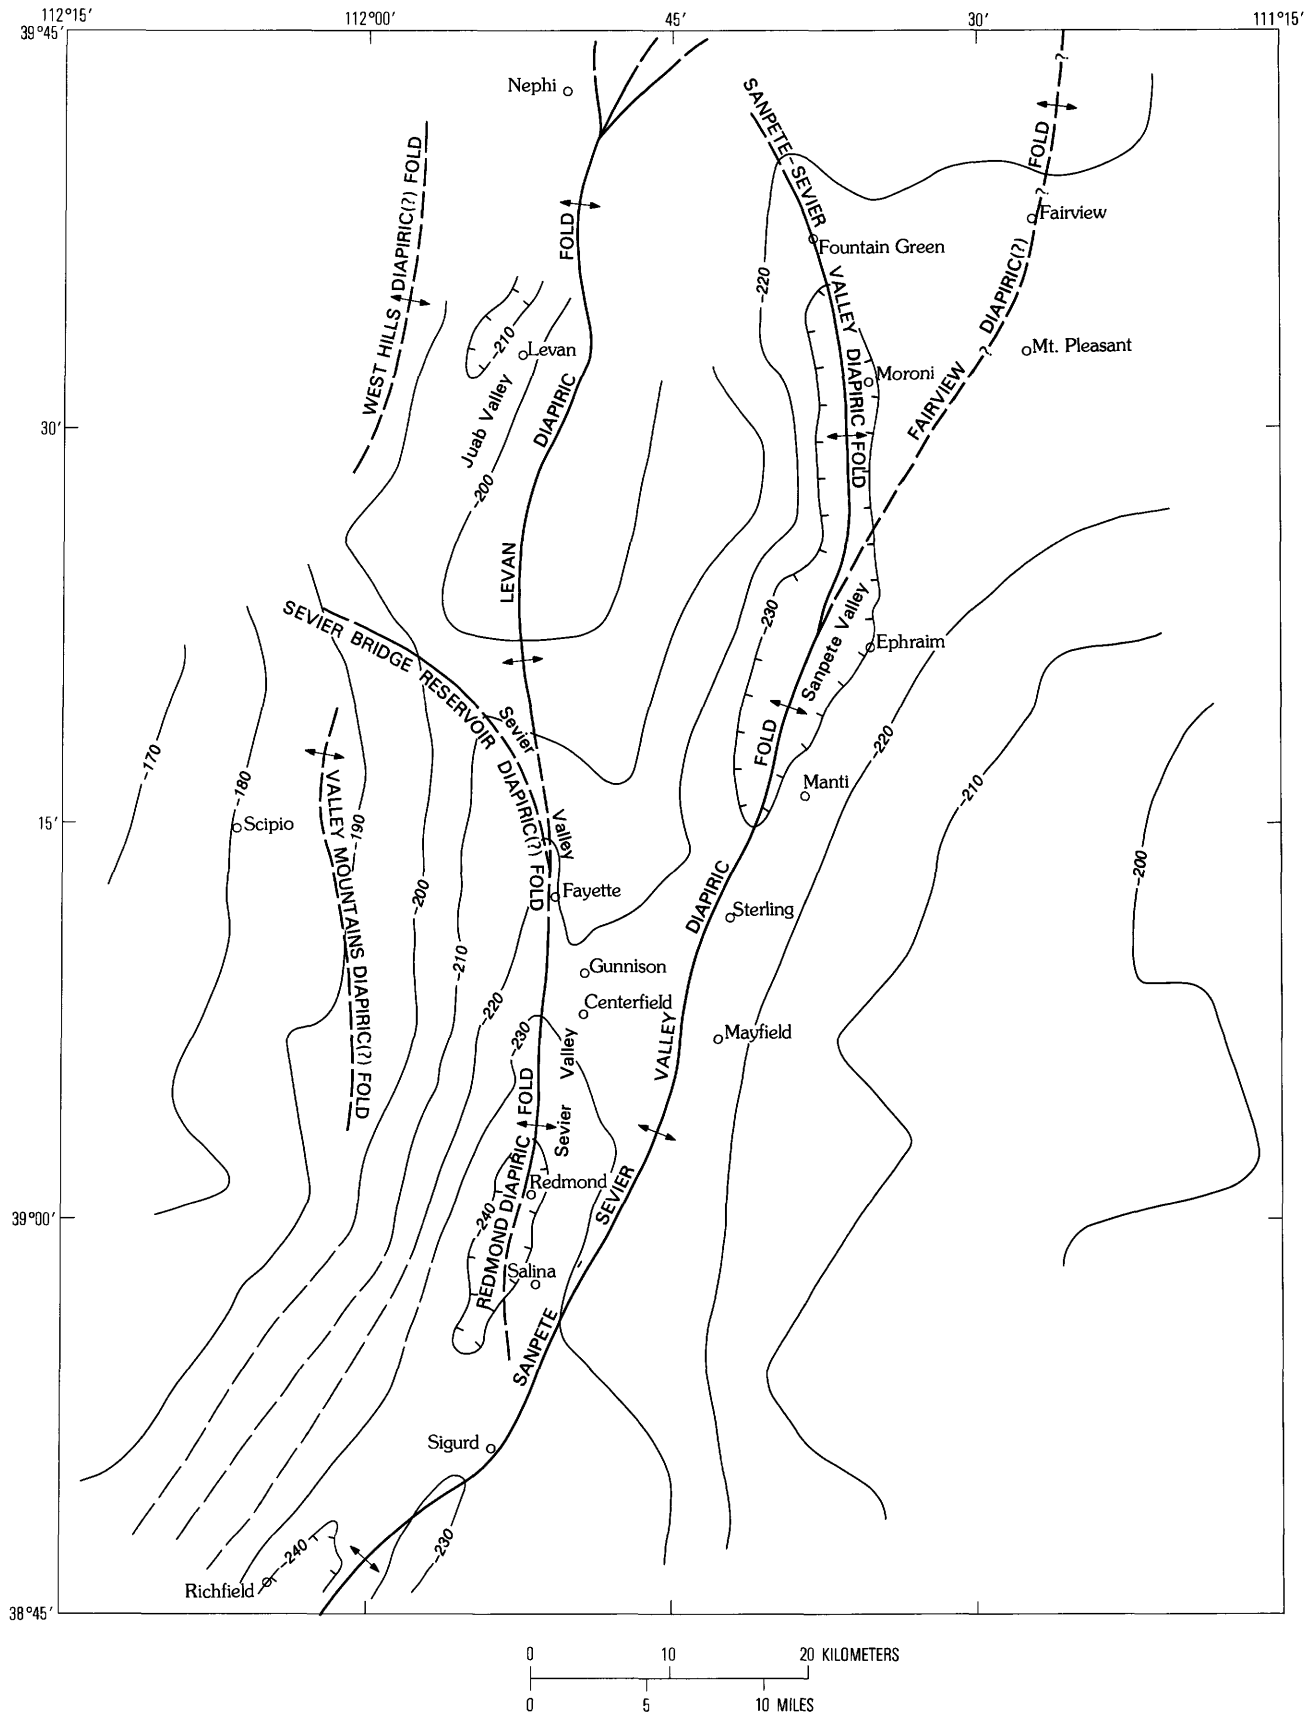 112°15′
112°00′
45′
30′
111°15′
39°45′
Nephi
SANPETE-SEVIER
VALLEY DIAPIRIC FOLD
?
FOLD
?
Fairview
DIAPIRIC(?)
?
FAIRVIEW
WEST HILLS DIAPIRIC(?) FOLD
FOLD
DIAPIRIC
LEVAN
Fountain Green
-220
-210
Levan
Mt. Pleasant
Moroni
Juab Valley
30′
-200
SEVIER BRIDGE RESERVOIR DIAPIRIC(?) FOLD
-230
Sanpete Valley
Ephraim
Sevier
Valley
FOLD
-220
-170
-180
Manti
-210
Scipio
-190
VALLEY MOUNTAINS DIAPIRIC(?) FOLD
15′
-200
-200
Fayette
DIAPIRIC
Sterling
-210
Gunnison
Centerfield
-220
-230
Mayfield
VALLEY
Sevier Valley
REDMOND DIAPIRIC FOLD
Redmond
SEVIER
-240
39°00′
Salina
SANPETE
Sigurd
-240
-230
Richfield
38°45′
0 10 20 KILOMETERS
0 5 10 MILES